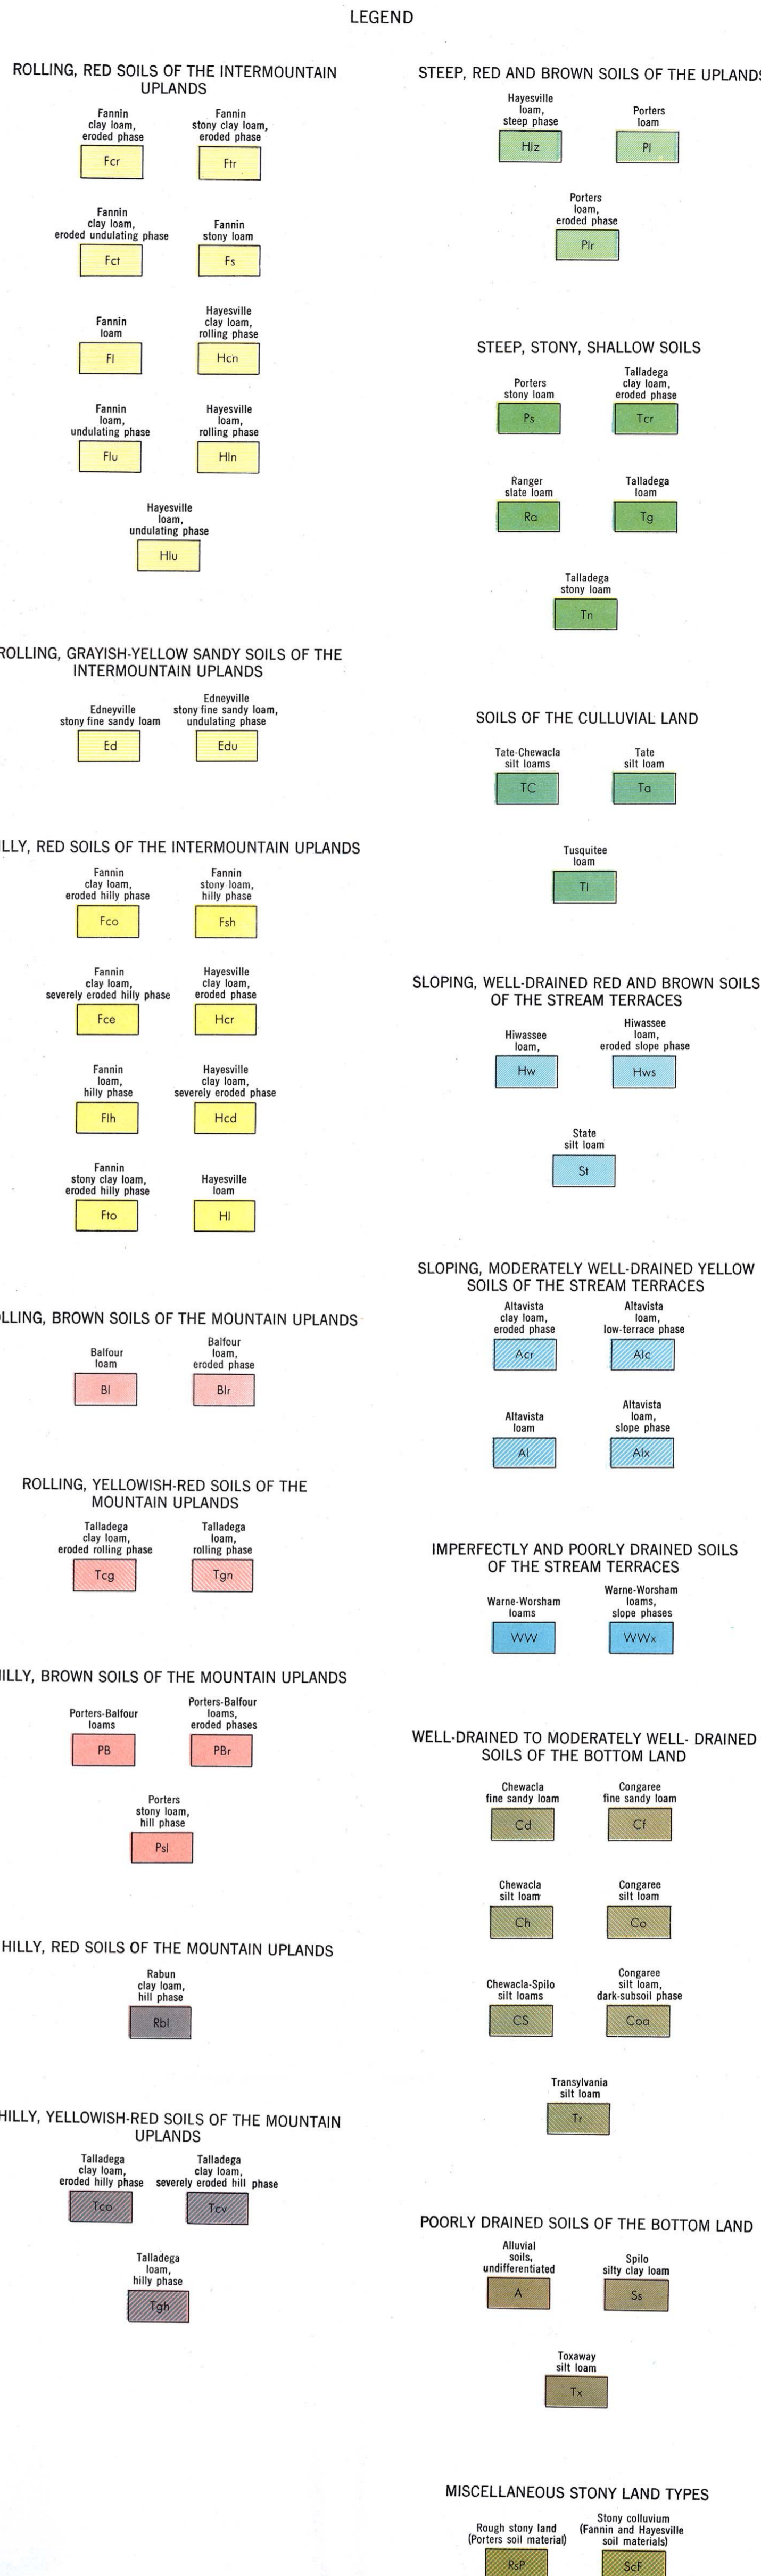 LEGEND
ROLLING, RED SOILS OF THE INTERMOUNTAIN
UPLANDS
Fannin
clay loam,
eroded phase
Fcr
Fannin
stony clay loam,
eroded phase
Ftr
Fannin
clay loam,
eroded undulating phase
Fct
Fannin
stony loam
Fs
Fannin
loam
Fl
Hayesville
clay loam,
rolling phase
Hcn
Fannin
loam,
undulating phase
Flu
Hayesville
loam,
rolling phase
Hln
Hayesville
loam,
undulating phase
Hlu
ROLLING, GRAYISH-YELLOW SANDY SOILS OF THE
INTERMOUNTAIN UPLANDS
Edneyville
stony fine sandy loam
Ed
Edneyville
stony fine sandy loam,
undulating phase
Edu
LLY, RED SOILS OF THE INTERMOUNTAIN UPLANDS
Fannin
clay loam,
eroded hilly phase
Fco
Fannin
stony loam,
hilly phase
Fsh
Fannin
clay loam,
severely eroded hilly phase
Fce
Hayesville
clay loam,
eroded phase
Hcr
Fannin
loam,
hilly phase
Flh
Hayesville
clay loam,
severely eroded phase
Hcd
Fannin
stony clay loam,
eroded hilly phase
Fto
Hayesville
loam
Hl
LLING, BROWN SOILS OF THE MOUNTAIN UPLANDS
Balfour
loam
Bl
Balfour
loam,
eroded phase
Blr
ROLLING, YELLOWISH-RED SOILS OF THE
MOUNTAIN UPLANDS
Talladega
clay loam,
eroded rolling phase
Tcg
Talladega
loam,
rolling phase
Tgn
ILLY, BROWN SOILS OF THE MOUNTAIN UPLANDS
Porters-Balfour
loams
PB
Porters-Balfour
loams,
eroded phases
PBr
Porters
stony loam,
hill phase
Psl
HILLY, RED SOILS OF THE MOUNTAIN UPLANDS
Rabun
clay loam,
hill phase
Rbl
HILLY, YELLOWISH-RED SOILS OF THE MOUNTAIN
UPLANDS
Talladega
clay loam,
eroded hilly phase
Tco
Talladega
clay loam,
severely eroded hill phase
Tcv
Talladega
loam,
hilly phase
Tgh
STEEP, RED AND BROWN SOILS OF THE UPLANDS
Hayesville
loam,
steep phase
Hlz
Porters
loam
Pl
Porters
loam,
eroded phase
Plr
STEEP, STONY, SHALLOW SOILS
Porters
stony loam
Ps
Talladega
clay loam,
eroded phase
Tcr
Ranger
slate loam
Ra
Talladega
loam
Tg
Talladega
stony loam
Tn
SOILS OF THE CULLUVIAL LAND
Tate-Chewacla
silt loams
TC
Tate
silt loam
Ta
Tusquitee
loam
Tl
SLOPING, WELL-DRAINED RED AND BROWN SOILS
OF THE STREAM TERRACES
Hiwassee
loam,
Hw
Hiwassee
loam,
eroded slope phase
Hws
State
silt loam
St
SLOPING, MODERATELY WELL-DRAINED YELLOW
SOILS OF THE STREAM TERRACES
Altavista
clay loam,
eroded phase
Acr
Altavista
loam,
low-terrace phase
Alc
Altavista
loam
Al
Altavista
loam,
slope phase
Alx
IMPERFECTLY AND POORLY DRAINED SOILS
OF THE STREAM TERRACES
Warne-Worsham
loams
WW
Warne-Worsham
loams,
slope phases
WWx
WELL-DRAINED TO MODERATELY WELL- DRAINED
SOILS OF THE BOTTOM LAND
Chewacla
fine sandy loam
Cd
Congaree
fine sandy loam
Cf
Chewacla
silt loam
Ch
Congaree
silt loam
Co
Chewacla-Spilo
silt loams
CS
Congaree
silt loam,
dark-subsoil phase
Coa
Transylvania
silt loam
Tr
POORLY DRAINED SOILS OF THE BOTTOM LAND
Alluvial
soils,
undifferentiated
A
Spilo
silty clay loam
Ss
Toxaway
silt loam
Tx
MISCELLANEOUS STONY LAND TYPES
Rough stony land
(Porters soil material)
RsP
Stony colluvium
(Fannin and Hayesville
soil materials)
ScF